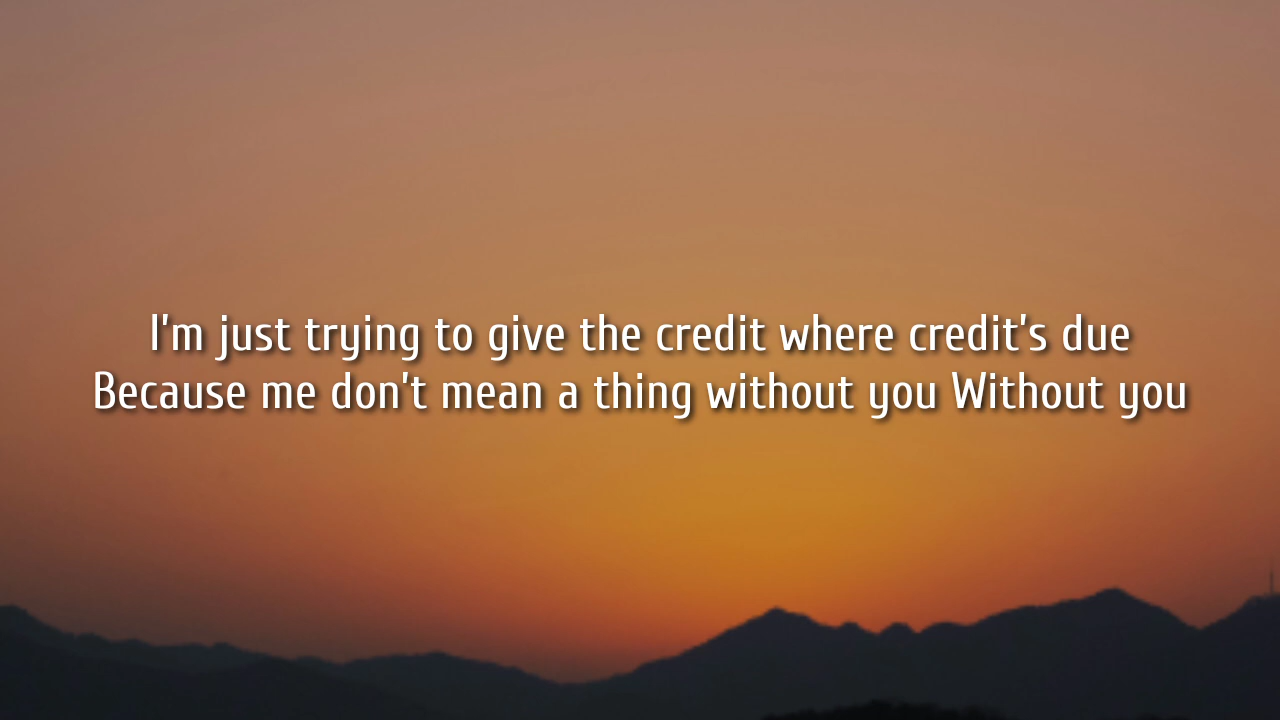 I'm just trying to give the credit where credit's due
Because me don't mean a thing without you Without you